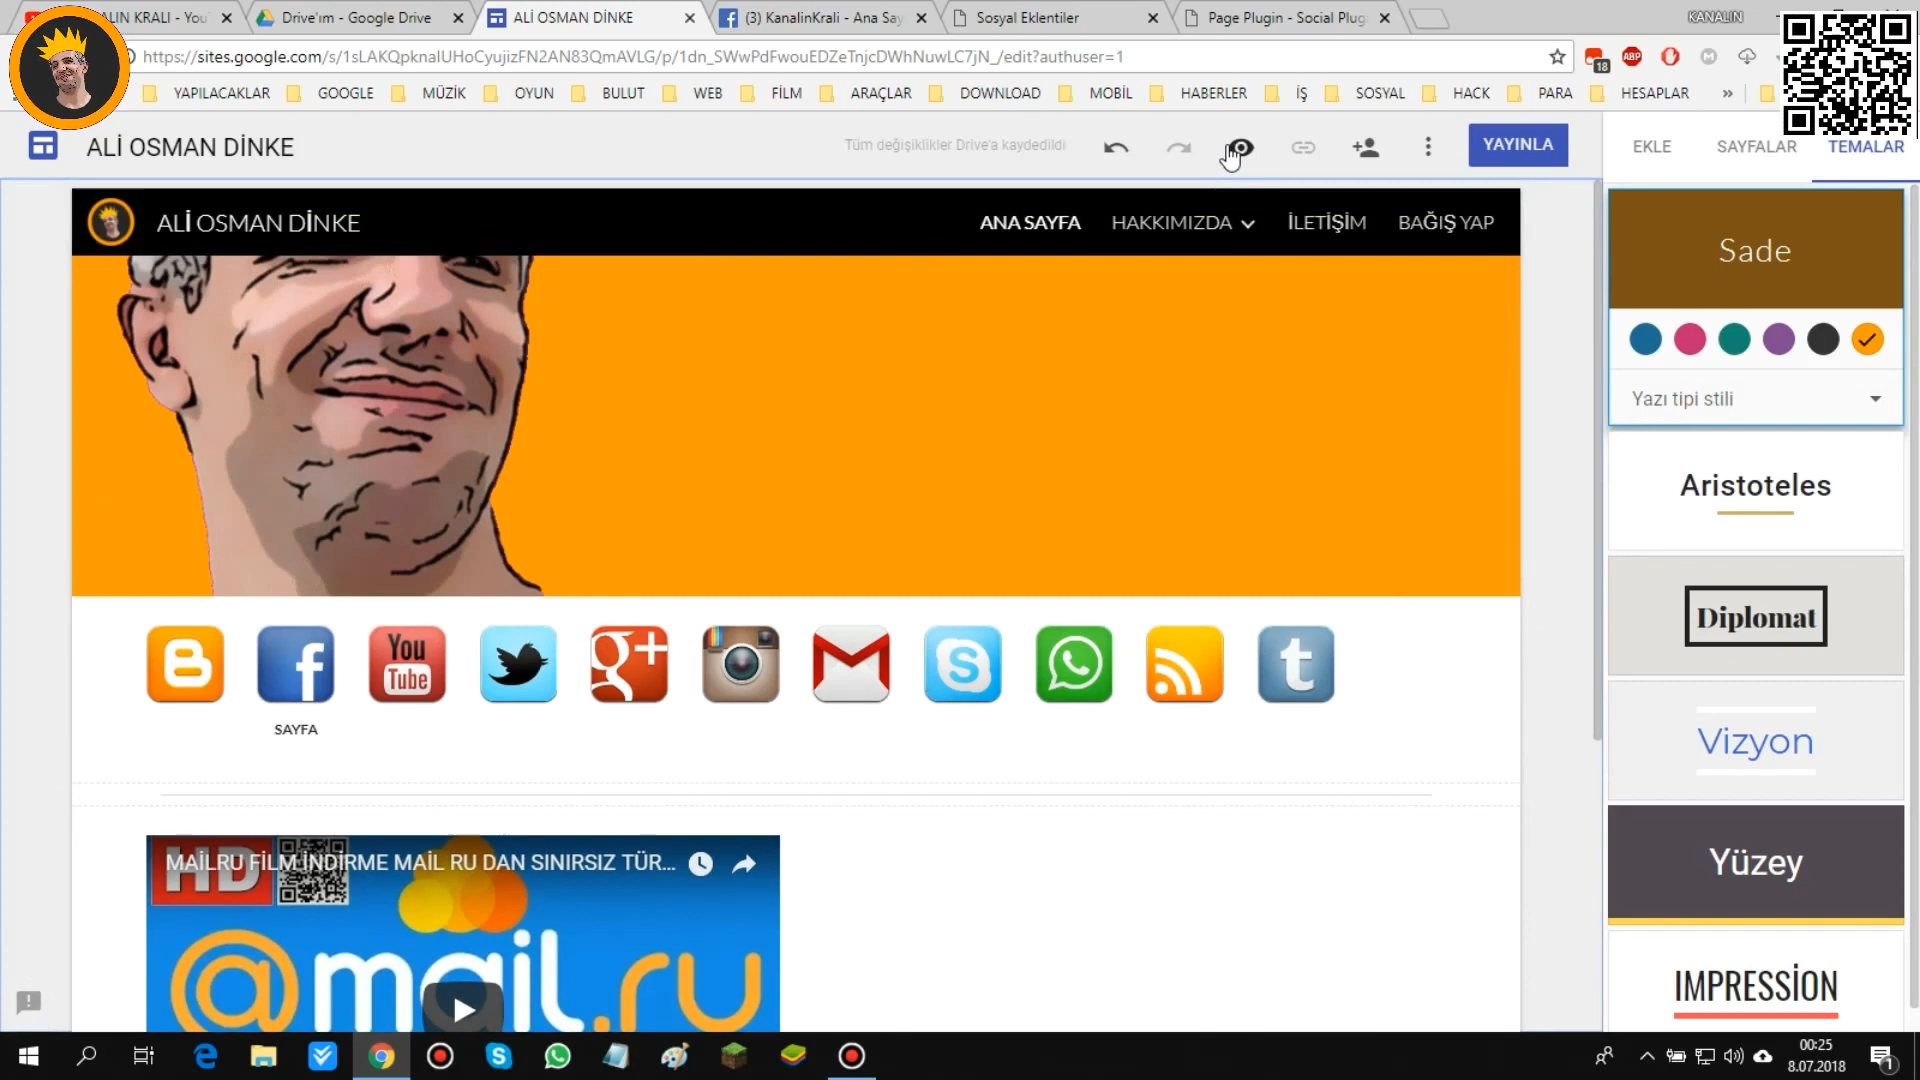 ALIN KRALI - You
Drive'ım - Google Drive
ALİ OSMAN DİNKE
(3) KanalinKrali - Ana Say
Sosyal Eklentiler
Page Plugin - Social Plug
KANALIN
https://sites.google.com/s/1sLAKQpknalUHoCyujizFN2AN83QmAVLG/p/1dn_SWwPdFwouEDZeTnjcDWhNuwLC7jN_/edit?authuser=1
18
ABP
YAPILACAKLAR
GOOGLE
MÜZİK
OYUN
BULUT
WEB
FİLM
ARAÇLAR
DOWNLOAD
MOBİL
HABERLER
İŞ
SOSYAL
HACK
PARA
HESAPLAR
»
ALİ OSMAN DİNKE
Tüm değişiklikler Drive'a kaydedildi
YAYINLA
EKLE
SAYFALAR
TEMALAR
ALİ OSMAN DİNKE
ANA SAYFA
HAKKIMIZDA
İLETİŞİM
BAĞIŞ YAP
Sade
Yazı tipi stili
Aristoteles
Diplomat
Vizyon
Yüzey
IMPRESSİON
You
Tube
g+
SAYFA
MAİLRU FİLM İNDİRME MAİL RU DAN SINIRSIZ TÜR...
HD
@mail.ru
00:25
8.07.2018
1